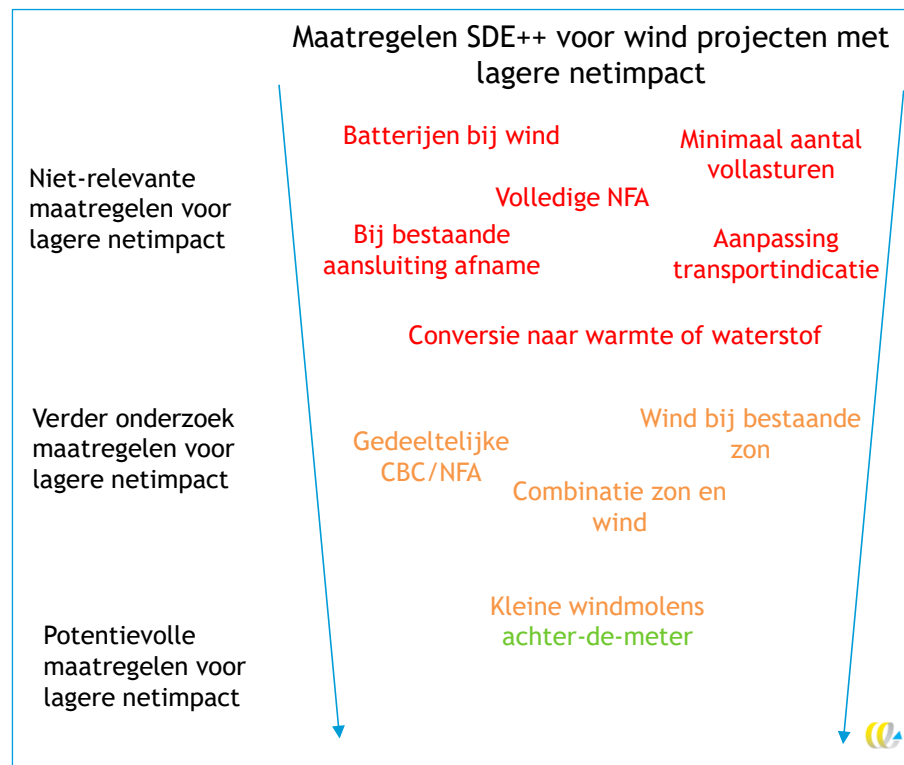 Maatregelen SDE++ voor wind projecten met
lagere netimpact
Niet-relevante
maatregelen voor
lagere netimpact
Batterijen bij wind
Minimaal aantal
vollasturen
Volledige NFA
Bij bestaande
aansluiting afname
Aanpassing
transportindicatie
Conversie naar warmte of waterstof
Verder onderzoek
maatregelen voor
lagere netimpact
Gedeeltelijke
CBC/NFA
Wind bij bestaande
zon
Combinatie zon en
wind
Potentievolle
maatregelen voor
lagere netimpact
Kleine windmolens
achter-de-meter